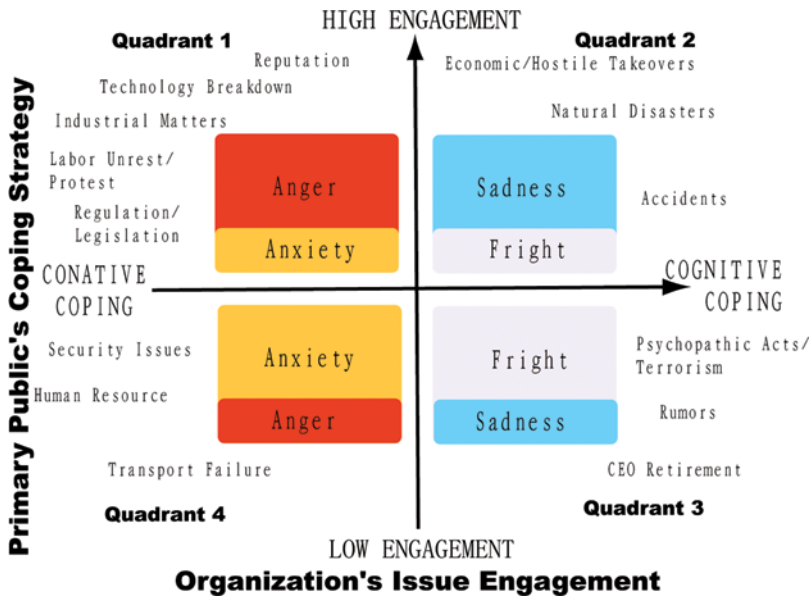 HIGH ENGAGEMENT
Quadrant 1
Quadrant 2
Reputation
Economic/Hostile Takeovers
Technology Breakdown
Natural Disasters
Industrial Matters
Labor Unrest/
Protest
Anger
Sadness
Accidents
Regulation/
Legislation
Anxiety
Fright
CONATIVE
COPING
COGNITIVE
COPING
Security Issues
Anxiety
Fright
Psychopathic Acts/
Terrorism
Human Resource
Anger
Sadness
Rumors
Transport Failure
CEO Retirement
Quadrant 4
Quadrant 3
LOW ENGAGEMENT
Organization's Issue Engagement
Primary Public's Coping Strategy